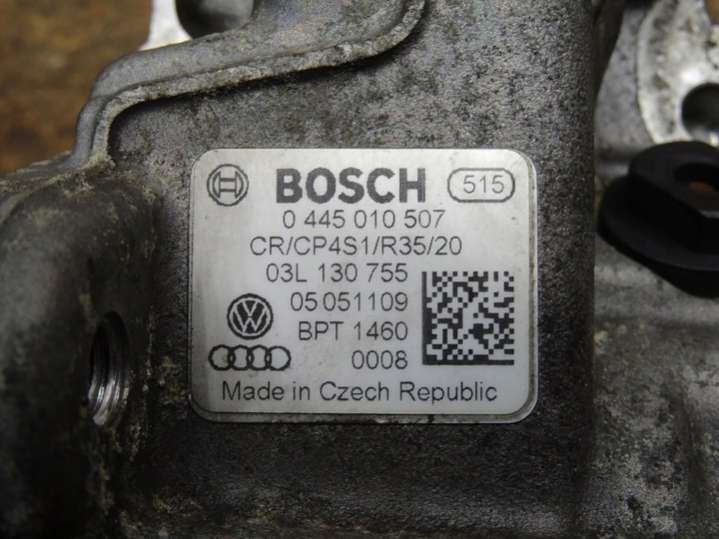 BOSCH 515
0 445 010 507
CR/CP4S1/R35/20
03L 130 755
05 051109
BPT 1460
0008
Made in Czech Republic